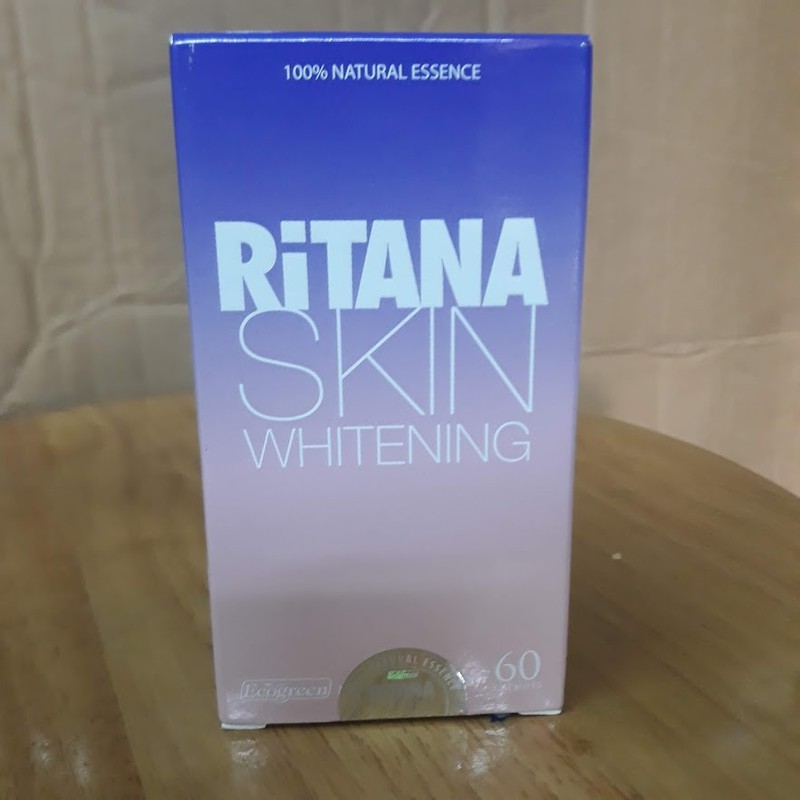 100% NATURAL ESSENCE
RiTANA
SKIN
WHITENING
Ecogreen
60